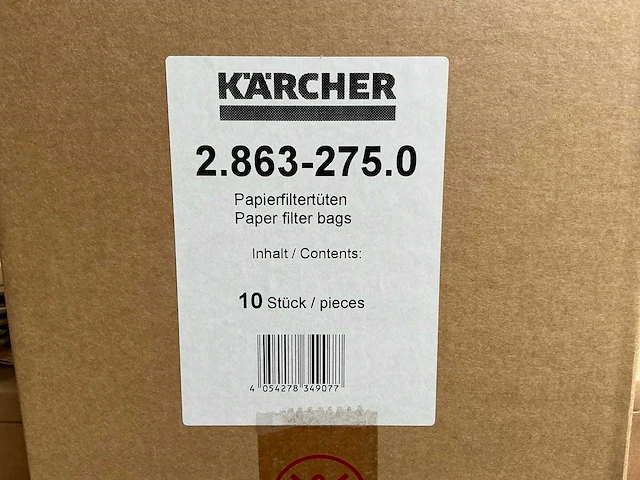 KÄRCHER
2.863-275.0
Papierfiltertüten
Paper filter bags
Inhalt / Contents:
10 Stück / pieces
4 054278 349077